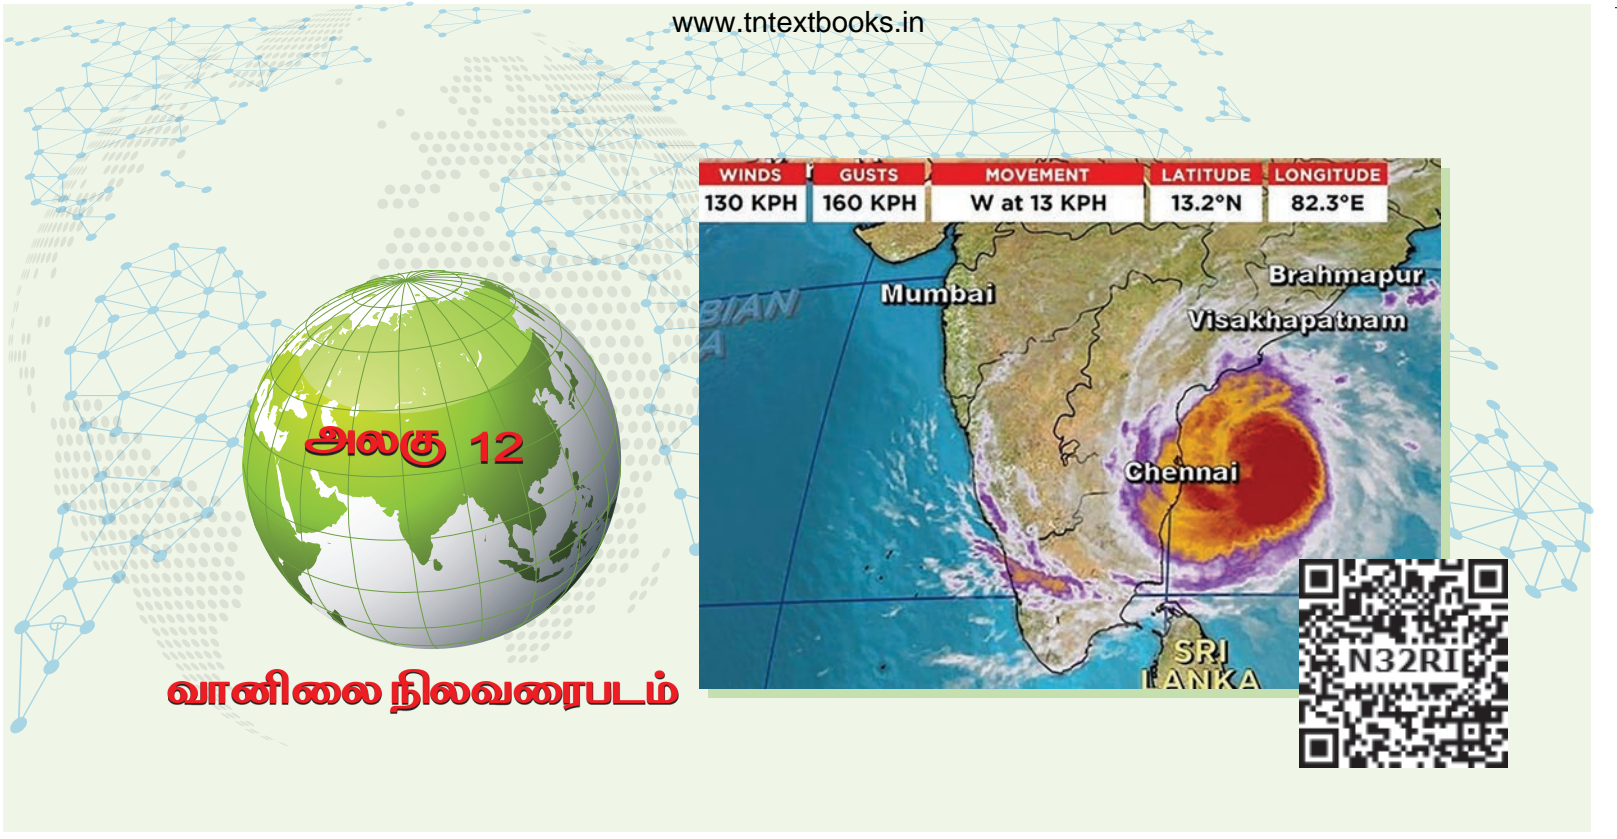 www.tntextbooks.in
WINDS GUSTS MOVEMENT LATITUDE LONGITUDE
130 KPH 160 KPH W at 13 KPH 13.2°N 82.3°E
Brahmapur
Mumbai
BIAN
Visakhapatnam
A
அலகு 12
Chennai
SRI
LANKA
N32RI
வானிலை நிலவரைபடம்